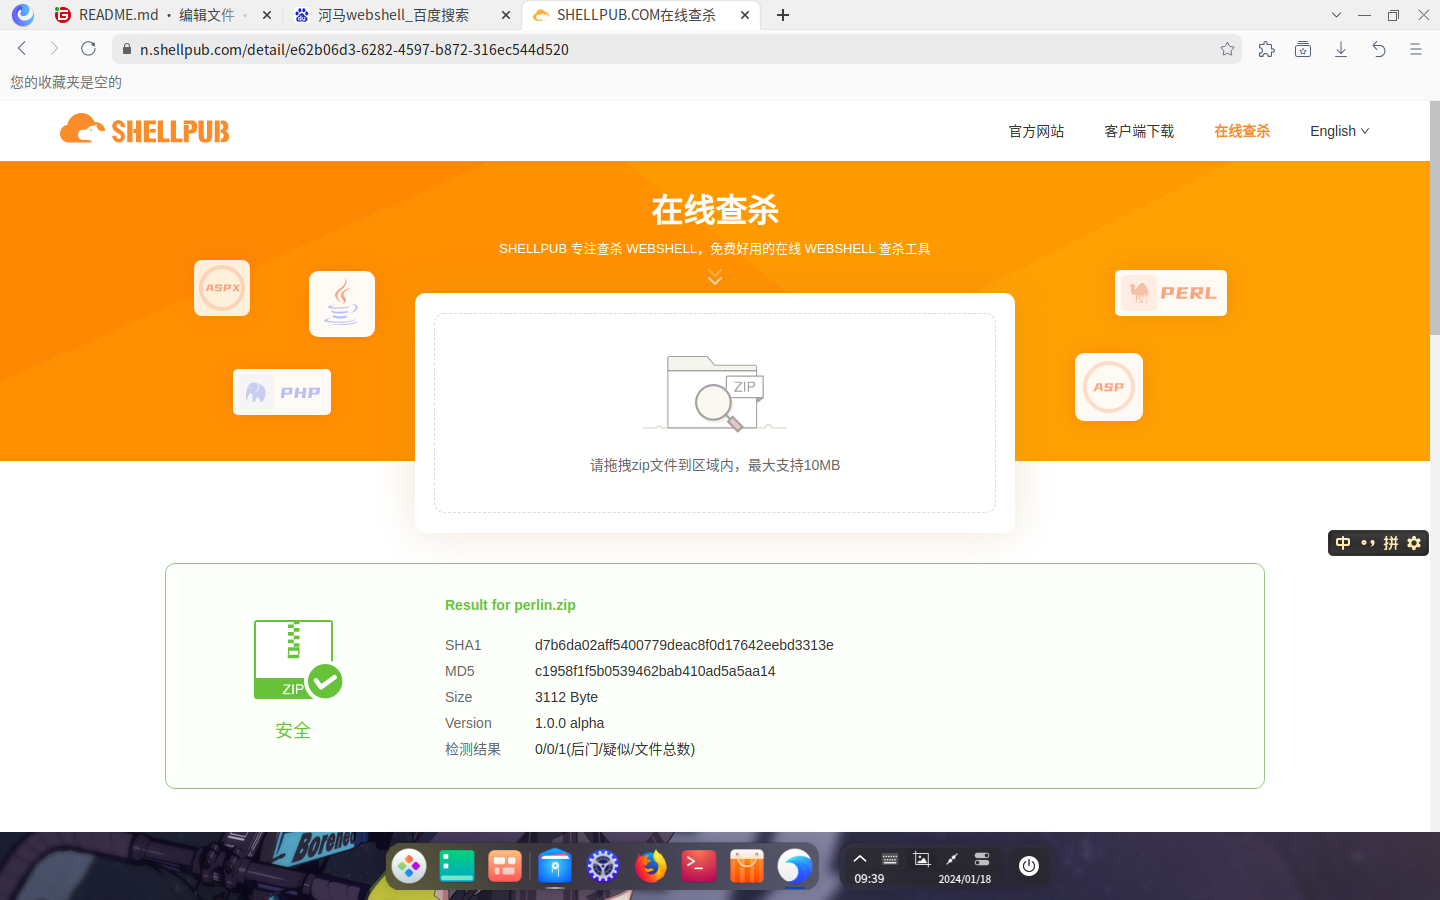 README.md • 编辑文件 -
河马webshell_百度搜索
SHELLPUB.COM在线查杀
n.shellpub.com/detail/e62b06d3-6282-4597-b872-316ec544d520
您的收藏夹是空的
SHELLPUB
官方网站
客户端下载
在线查杀
English
在线查杀
SHELLPUB 专注查杀 WEBSHELL，免费好用的在线 WEBSHELL 查杀工具
ASPX
PERL
PHP
ASP
ZIP
请拖拽zip文件到区域内，最大支持10MB
中 •, 拼
Result for perlin.zip
SHA1 d7b6da02aff5400779deac8f0d17642eebd3313e
MD5 c1958f1f5b0539462bab410ad5a5aa14
Size 3112 Byte
Version 1.0.0 alpha
检测结果 0/0/1(后门/疑似/文件总数)
ZIP
安全
09:39
2024/01/18